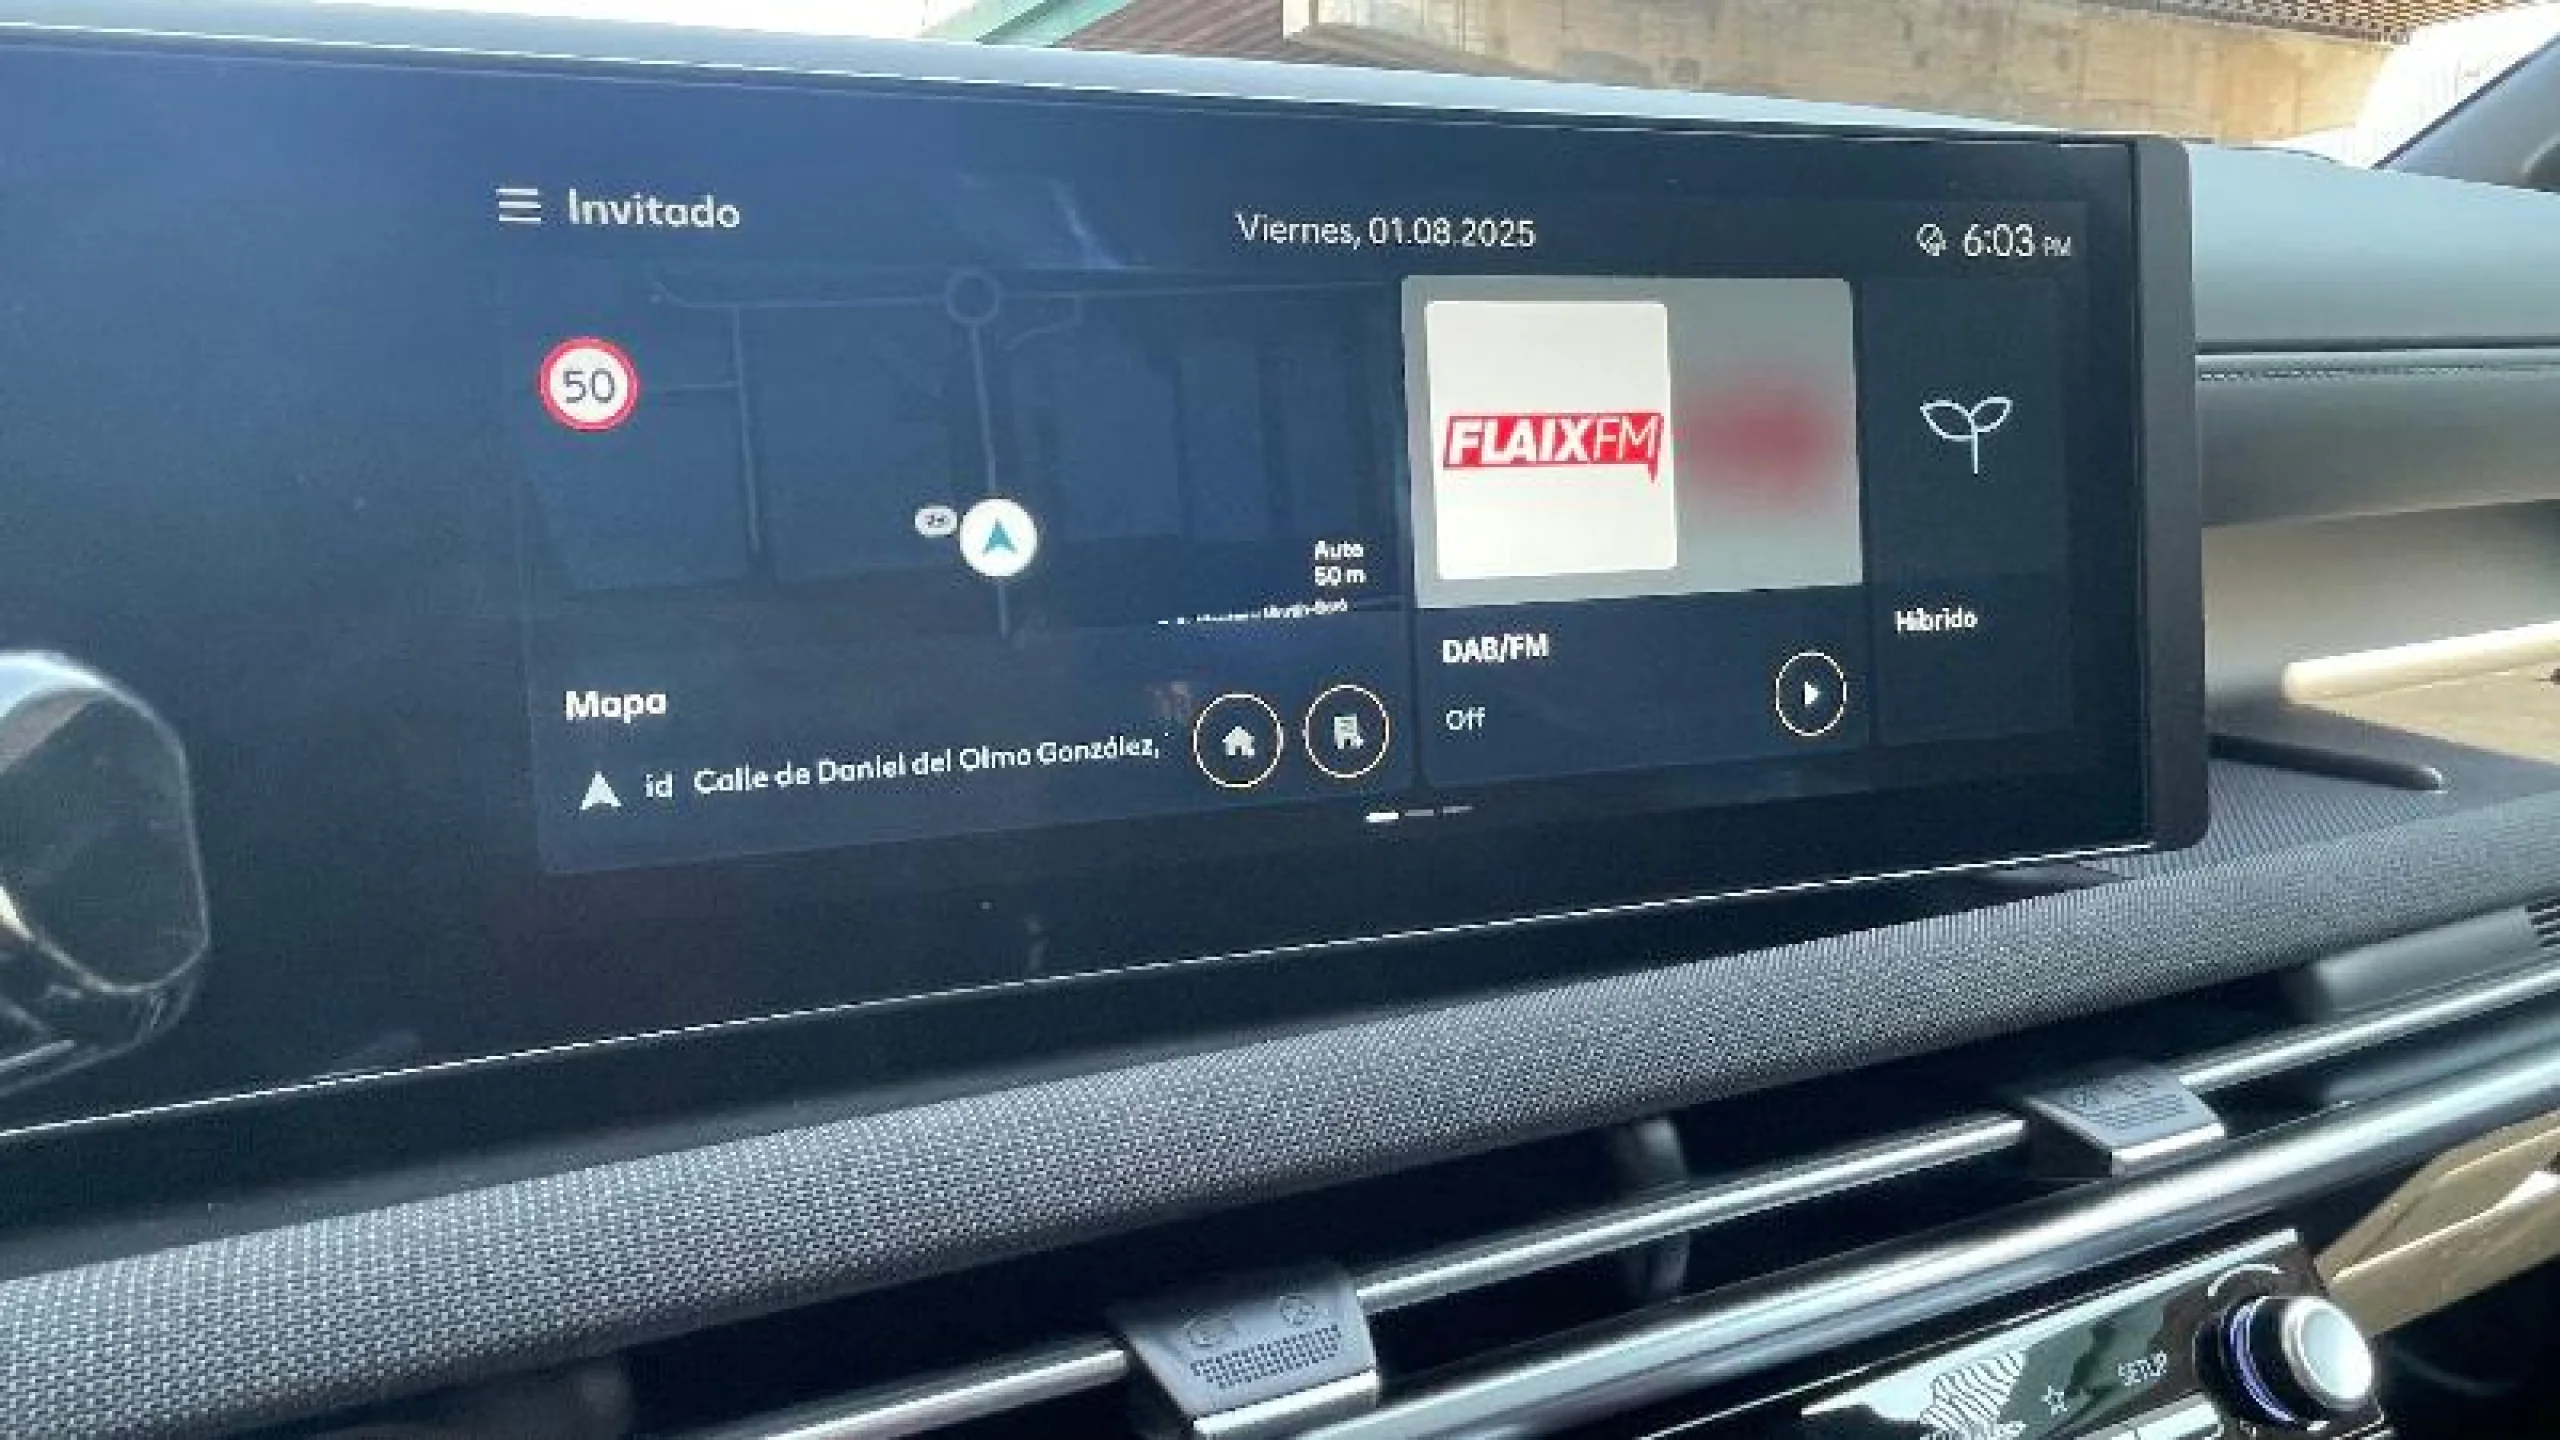 Invitado
Viernes, 01.08.2025
6:03 PM
50
FLAIXFM
Auto
50 m
Mapa
id Calle de Daniel del Olmo González,
DAB/FM
Off
Híbrido
SETUP